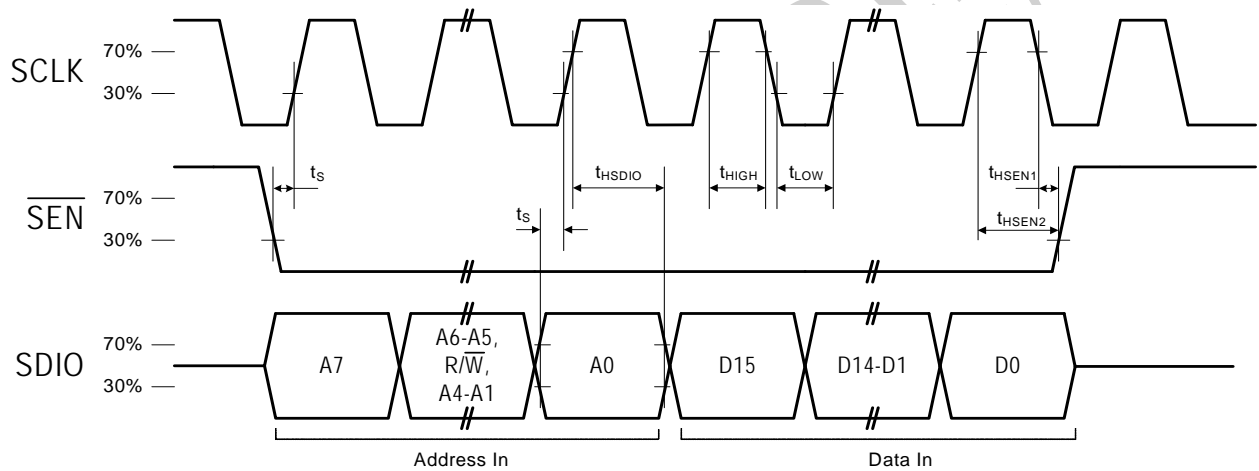 70%
SCLK
30%
tS
tHSDIO
tHIGH
tLOW
tHSEN1
70%
SEN
30%
tS
tHSEN2
70%
SDIO
30%
A7
A6-A5,
R/W,
A4-A1
A0
D15
D14-D1
D0
Address In
Data In